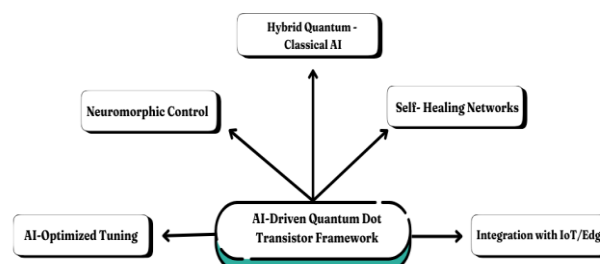 Hybrid Quantum -
Classical AI
Neuromorphic Control
Self- Healing Networks
AI-Optimized Tuning
AI-Driven Quantum Dot
Transistor Framework
Integration with IoT/Edg